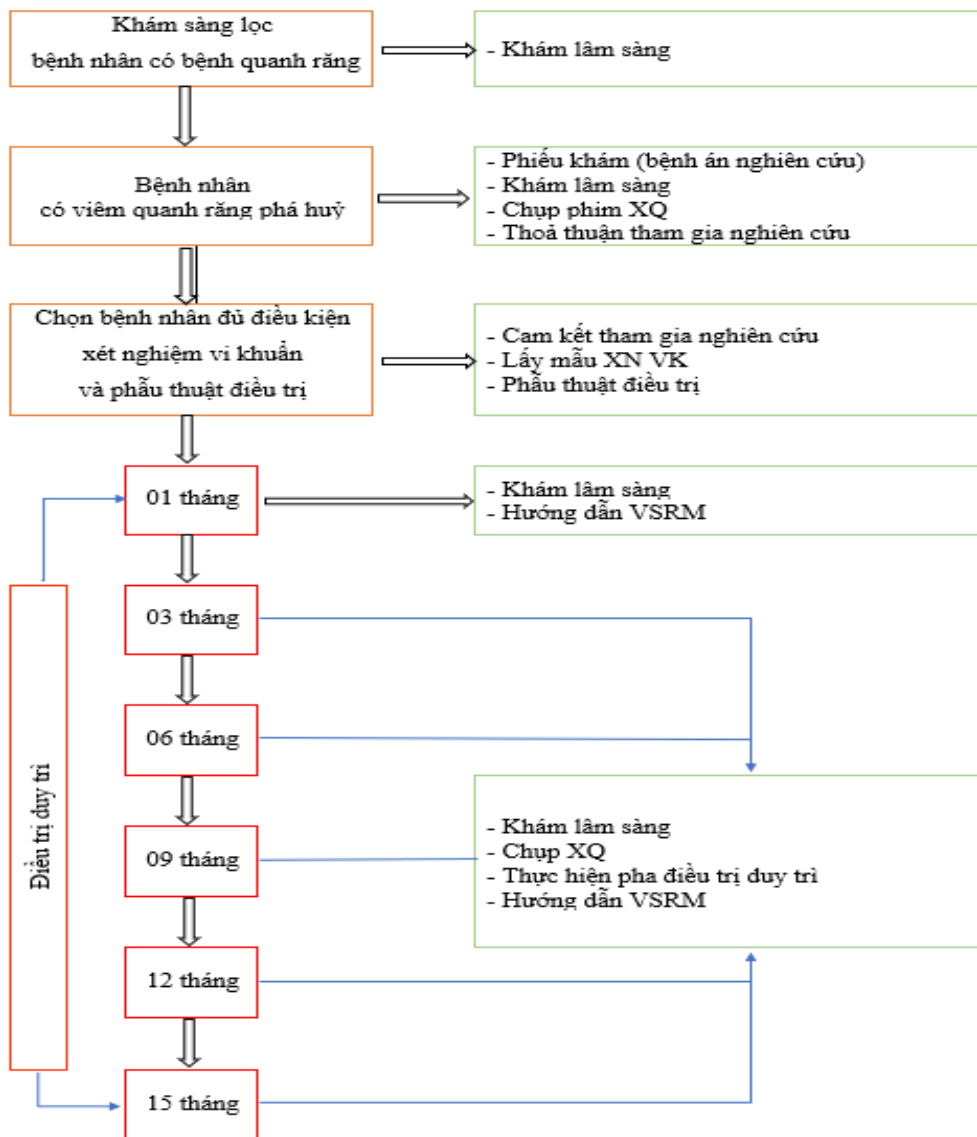 Khám sàng lọc
bệnh nhân có bệnh quanh răng
- Khám lâm sàng
Bệnh nhân
có viêm quanh răng phá huỷ
- Phiếu khám (bệnh án nghiên cứu)
- Khám lâm sàng
- Chụp phim XQ
- Thoả thuận tham gia nghiên cứu
Chọn bệnh nhân đủ điều kiện
xét nghiệm vi khuẩn
và phẫu thuật điều trị
- Cam kết tham gia nghiên cứu
- Lấy mẫu XN VK
- Phẫu thuật điều trị
01 tháng
- Khám lâm sàng
- Hướng dẫn VSRM
03 tháng
06 tháng
Điều trị duy trì
09 tháng
- Khám lâm sàng
- Chụp XQ
- Thực hiện pha điều trị duy trì
- Hướng dẫn VSRM
12 tháng
15 tháng